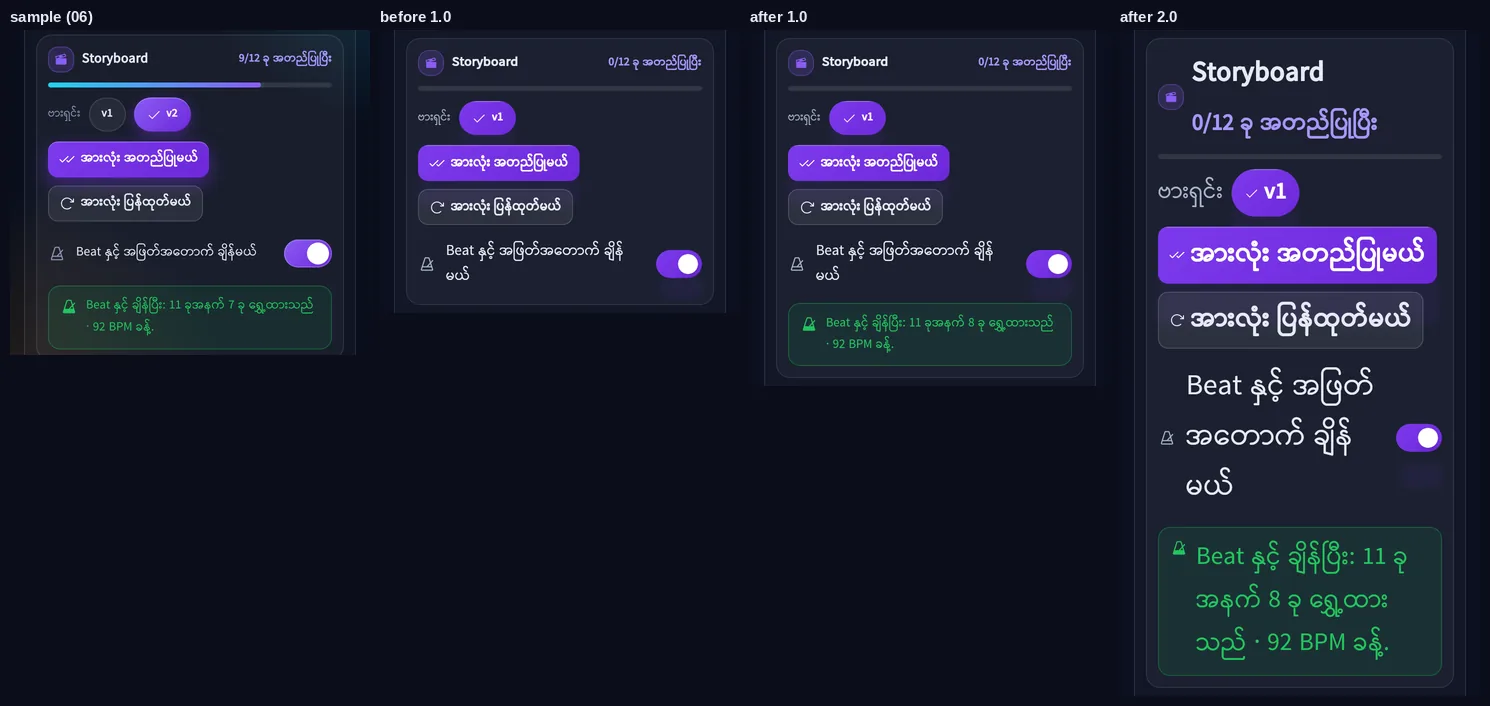 sample (06)
Storyboard
9/12 ခု အတည်ပြုပြီး
ဗားရှင်း
v1
v2
အားလုံး အတည်ပြုမယ်
အားလုံး ပြန်ထုတ်မယ်
Beat နှင့် အဖြတ်အတောက် ချိန်မယ်
Beat နှင့် ချိန်ပြီး: 11 ခုအနက် 7 ခု ရွှေ့ထားသည်
· 92 BPM ခန့်.
before 1.0
Storyboard
0/12 ခု အတည်ပြုပြီး
ဗားရှင်း
v1
အားလုံး အတည်ပြုမယ်
အားလုံး ပြန်ထုတ်မယ်
Beat နှင့် အဖြတ်အတောက် ချိန်
မယ်
after 1.0
Storyboard
0/12 ခု အတည်ပြုပြီး
ဗားရှင်း
v1
အားလုံး အတည်ပြုမယ်
အားလုံး ပြန်ထုတ်မယ်
Beat နှင့် အဖြတ်အတောက် ချိန်
မယ်
Beat နှင့် ချိန်ပြီး: 11 ခုအနက် 8 ခု ရွှေ့ထားသည်
· 92 BPM ခန့်.
after 2.0
Storyboard
0/12 ခု အတည်ပြုပြီး
ဗားရှင်း
v1
အားလုံး အတည်ပြုမယ်
အားလုံး ပြန်ထုတ်မယ်
Beat နှင့် အဖြတ်
အတောက် ချိန်
မယ်
Beat နှင့် ချိန်ပြီး: 11 ခု
အနက် 8 ခု ရွှေ့ထား
သည် · 92 BPM ခန့်.